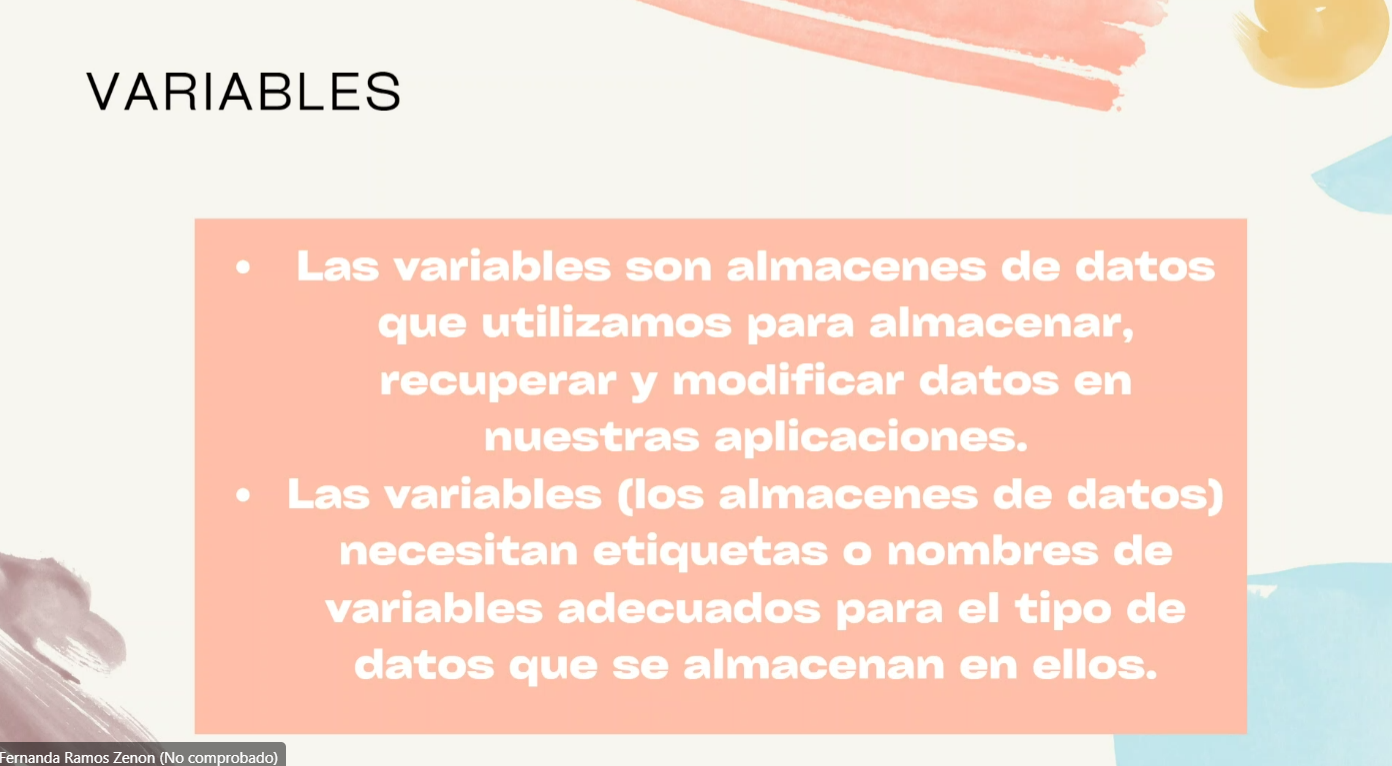 VARIABLES
• Las variables son almacenes de datos
que utilizamos para almacenar,
recuperar y modificar datos en
nuestras aplicaciones.
• Las variables (los almacenes de datos)
necesitan etiquetas o nombres de
variables adecuados para el tipo de
datos que se almacenan en ellos.
Fernanda Ramos Zenon (No comprobado)